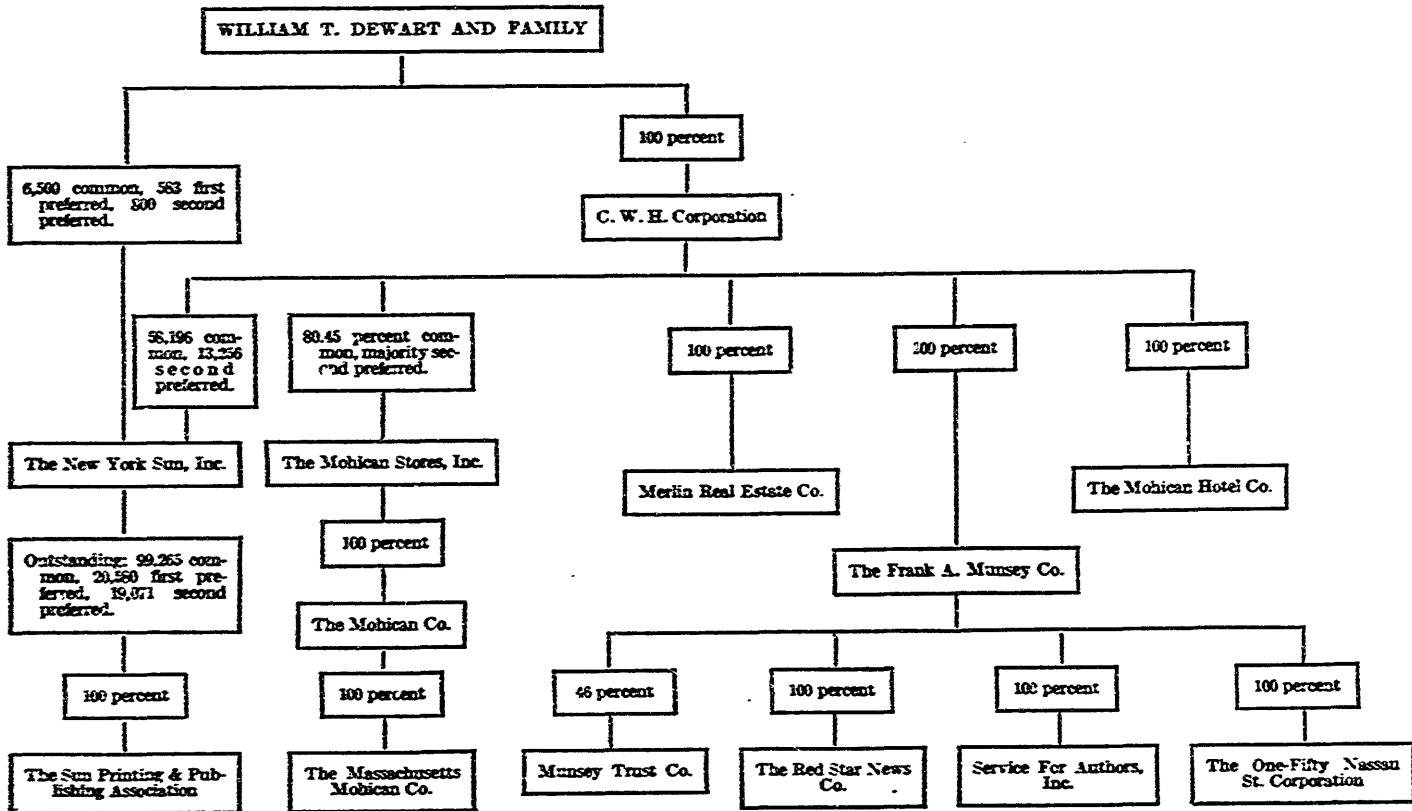 WILLIAM T. DEWART AND FAMILY
100 percent
6,500 common, 563 first
preferred, 800 second
preferred.
C. W. H. Corporation
56,196 com-
mon, 13,256
second
preferred.
80.45 percent com-
mon, majority sec-
ond preferred.
100 percent
100 percent
100 percent
The New York Sun, Inc.
The Mohican Stores, Inc.
Merlin Real Estate Co.
The Mohican Hotel Co.
Outstanding: 99,265 com-
mon, 20,580 first pre-
ferred, 19,071 second
preferred.
100 percent
The Frank A. Munsey Co.
The Mohican Co.
100 percent
100 percent
46 percent
100 percent
100 percent
100 percent
The Sun Printing & Pub-
lishing Association
The Massachusetts
Mohican Co.
Munsey Trust Co.
The Red Star News
Co.
Service For Authors,
Inc.
The One-Fifty Nassau
St. Corporation